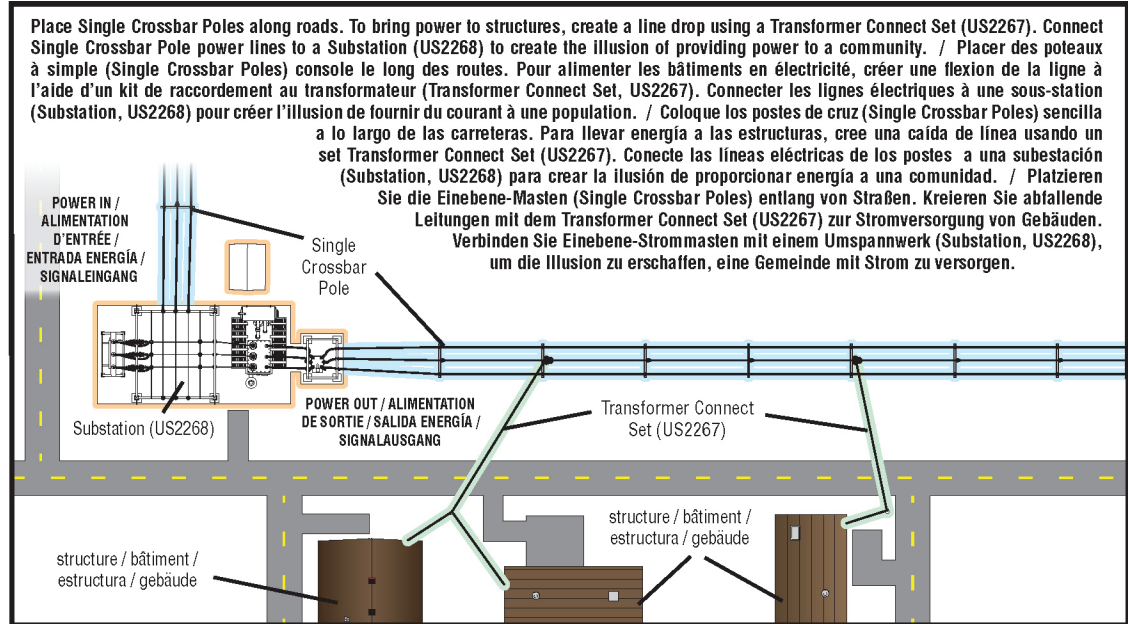 Place Single Crossbar Poles along roads. To bring power to structures, create a line drop using a Transformer Connect Set (US2267). Connect
Single Crossbar Pole power lines to a Substation (US2268) to create the illusion of providing power to a community. / Placer des poteaux
à simple (Single Crossbar Poles) console le long des routes. Pour alimenter les bâtiments en électricité, créer une flexion de la ligne à
l'aide d'un kit de raccordement au transformateur (Transformer Connect Set, US2267). Connecter les lignes électriques à une sous-station
(Substation, US2268) pour créer l'illusion de fournir du courant à une population. / Coloque los postes de cruz (Single Crossbar Poles) sencilla
a lo largo de las carreteras. Para llevar energía a las estructuras, cree una caída de línea usando un
set Transformer Connect Set (US2267). Conecte las líneas eléctricas de los postes a una subestación
(Substation, US2268) para crear la ilusión de proporcionar energía a una comunidad. / Platzieren
Sie die Einebene-Masten (Single Crossbar Poles) entlang von Straßen. Kreieren Sie abfallende
Leitungen mit dem Transformer Connect Set (US2267) zur Stromversorgung von Gebäuden.
Verbinden Sie Einebene-Strommasten mit einem Umspannwerk (Substation, US2268),
um die Illusion zu erschaffen, eine Gemeinde mit Strom zu versorgen.
POWER IN /
ALIMENTATION
D'ENTRÉE /
ENTRADA ENERGÍA /
SIGNALEINGANG
Single
Crossbar
Pole
Substation (US2268)
POWER OUT / ALIMENTATION
DE SORTIE / SALIDA ENERGÍA /
SIGNALAUSGANG
Transformer Connect
Set (US2267)
structure / bâtiment /
estructura / gebäude
structure / bâtiment /
estructura / gebäude